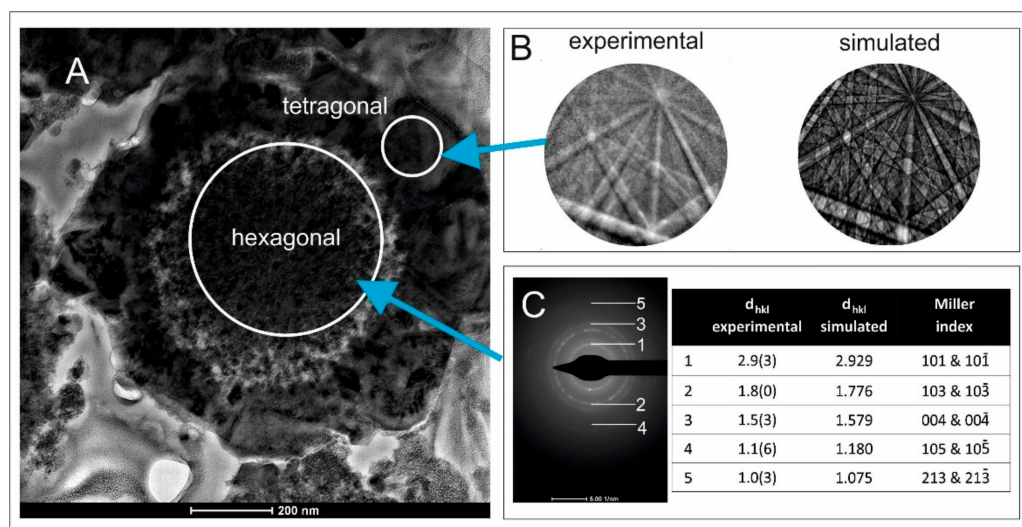 A
tetragonal
hexagonal
200 nm
B
experimental
simulated
C
5
3
1
2
4
5.00 1/nm
d hkl experimental	d hkl simulated	Miller index
1	2.9(3)	2.929	101 & 101̄
2	1.8(0)	1.776	103 & 103̄
3	1.5(3)	1.579	004 & 004̄
4	1.1(6)	1.180	105 & 105̄
5	1.0(3)	1.075	213 & 213̄